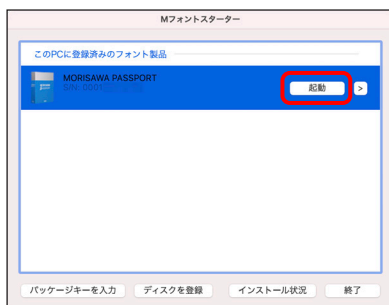 Mフォントスターター
このPCに登録済みのフォント製品
MORISAWA PASSPORT
S/N: 0001
起動
>
パッケージキーを入力
ディスクを登録
インストール状況
終了